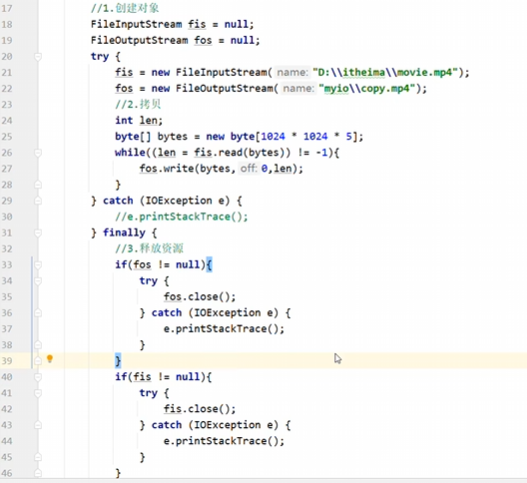 17 //1.创建对象
18 FileInputStream fis = null;
19 FileOutputStream fos = null;
20 try {
21 fis = new FileInputStream( name: "D:\\itheima\\movie.mp4");
22 fos = new FileOutputStream( name: "myio\\copy.mp4");
23 //2.拷贝
24 int len;
25 byte[] bytes = new byte[1024 * 1024 * 5];
26 while((len = fis.read(bytes)) != -1){
27 fos.write(bytes, off: 0,len);
28 }
29 } catch (IOException e) {
30 //e.printStackTrace();
31 } finally {
32 //3.释放资源
33 if(fos != null){
34 try {
35 fos.close();
36 } catch (IOException e) {
37 e.printStackTrace();
38 }
39 }
40 if(fis != null){
41 try {
42 fis.close();
43 } catch (IOException e) {
44 e.printStackTrace();
45 }
46 }